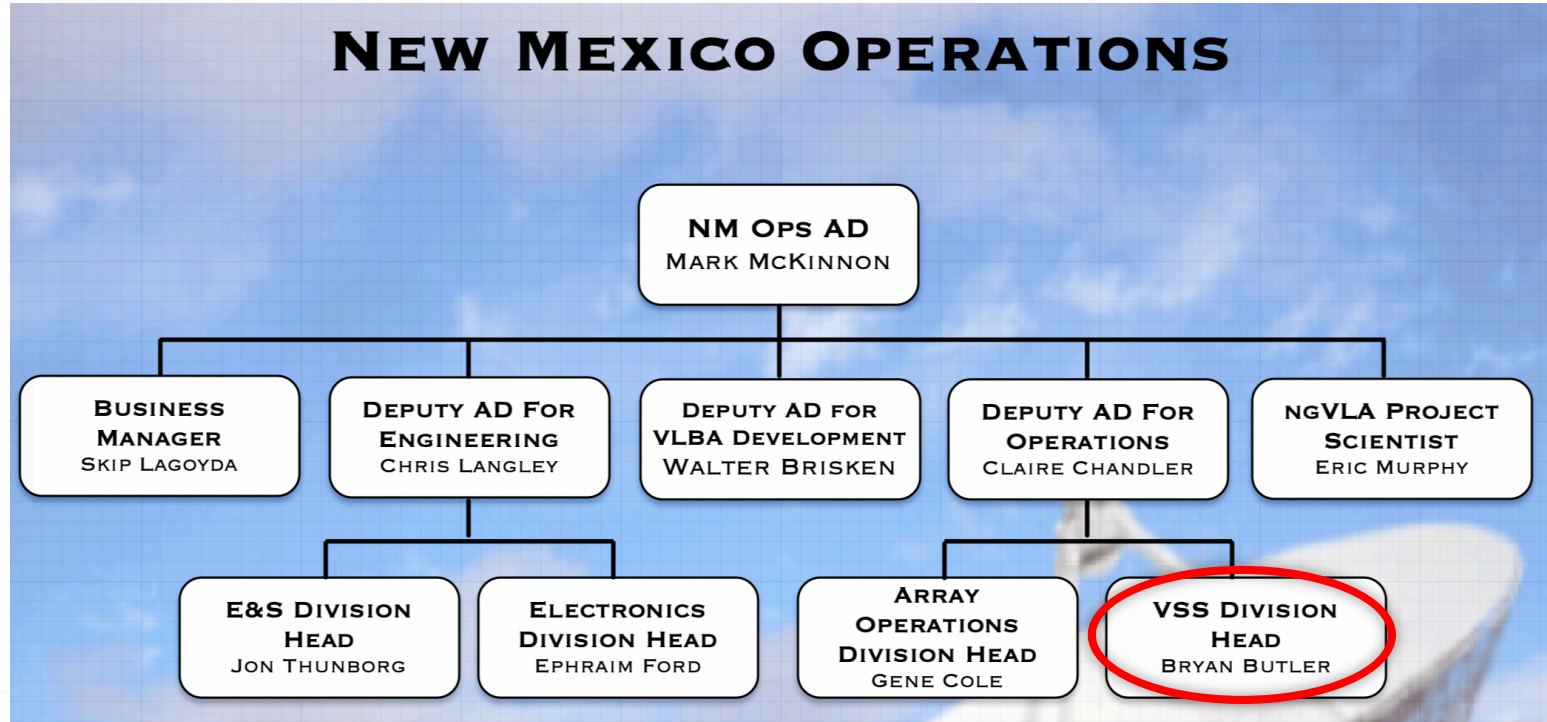 New Mexico Operations
NM Ops AD
Mark McKinnon
Business
Manager
Skip Lagoyda
Deputy AD For
Engineering
Chris Langley
Deputy AD for
VLBA Development
Walter Brisken
Deputy AD For
Operations
Claire Chandler
ngVLA Project
Scientist
Eric Murphy
E&S Division
Head
Jon Thunborg
Electronics
Division Head
Ephraim Ford
Array
Operations
Division Head
Gene Cole
VSS Division
Head
Bryan Butler